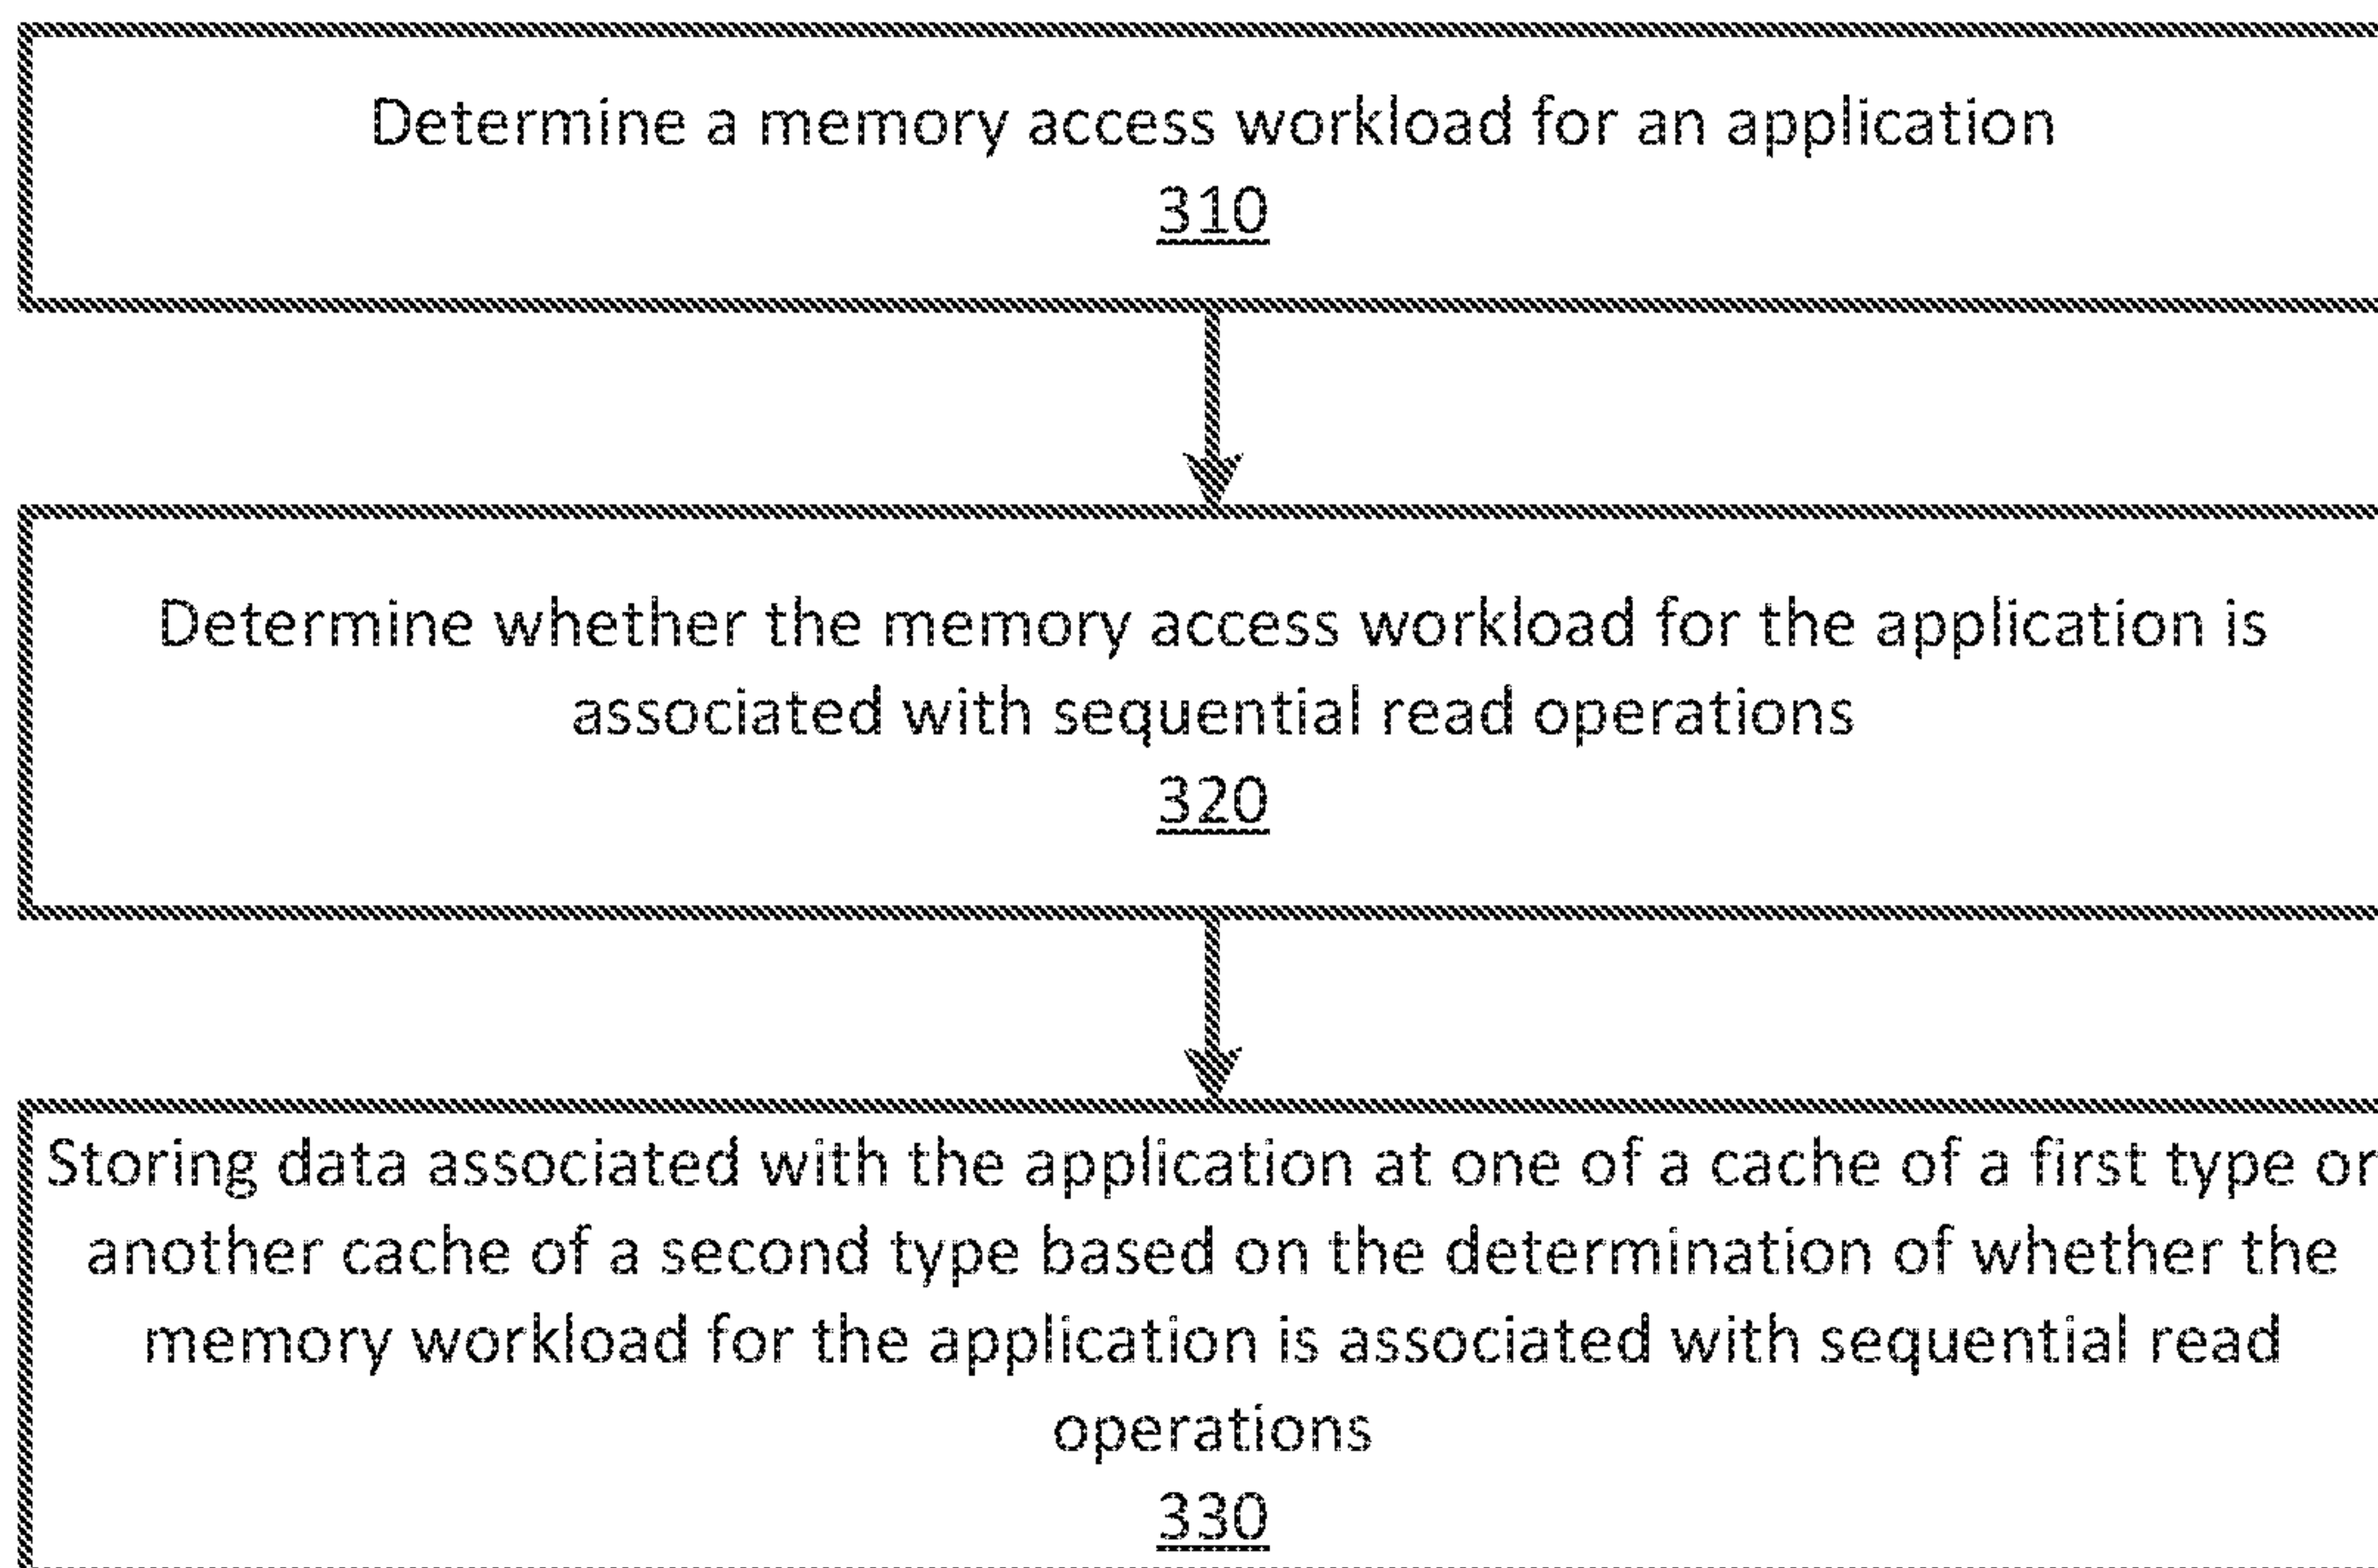 Determine a memory access workload for an application
310
Determine whether the memory access workload for the application is
associated with sequential read operations
320
Storing data associated with the application at one of a cache of a first type or
another cache of a second type based on the determination of whether the
memory workload for the application is associated with sequential read
operations
330